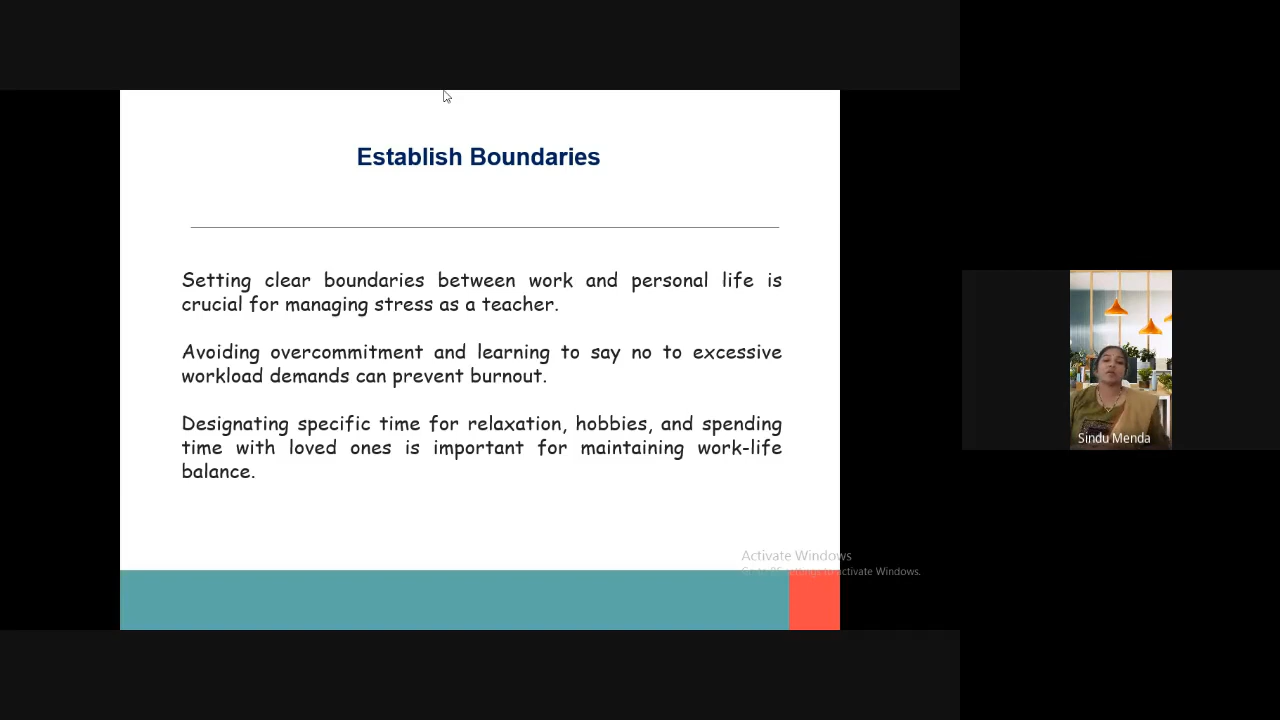 Establish Boundaries
Setting clear boundaries between work and personal life is
crucial for managing stress as a teacher.
Avoiding overcommitment and learning to say no to excessive
workload demands can prevent burnout.
Designating specific time for relaxation, hobbies, and spending
time with loved ones is important for maintaining work-life
balance.
Activate Windows
Go to PC settings to activate Windows.
Sindu Menda